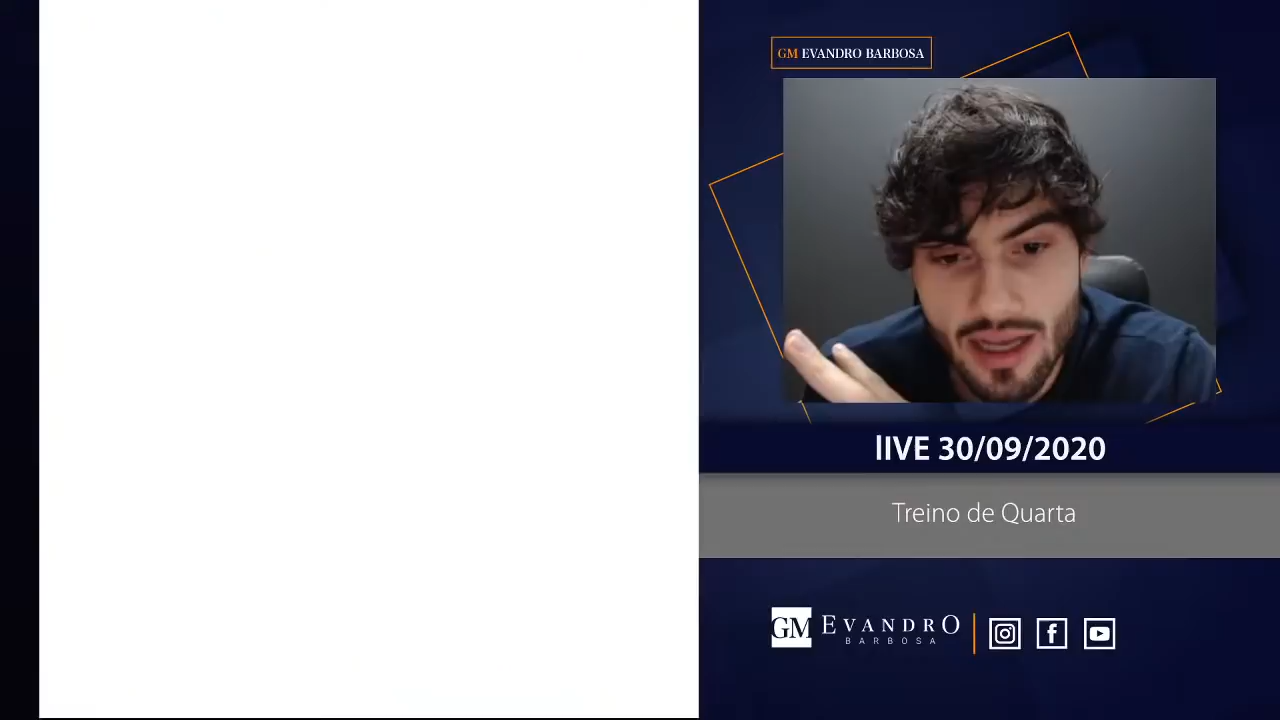 GM EVANDRO BARBOSA
lIVE 30/09/2020
Treino de Quarta
GM EVANDRO
BARBOSA